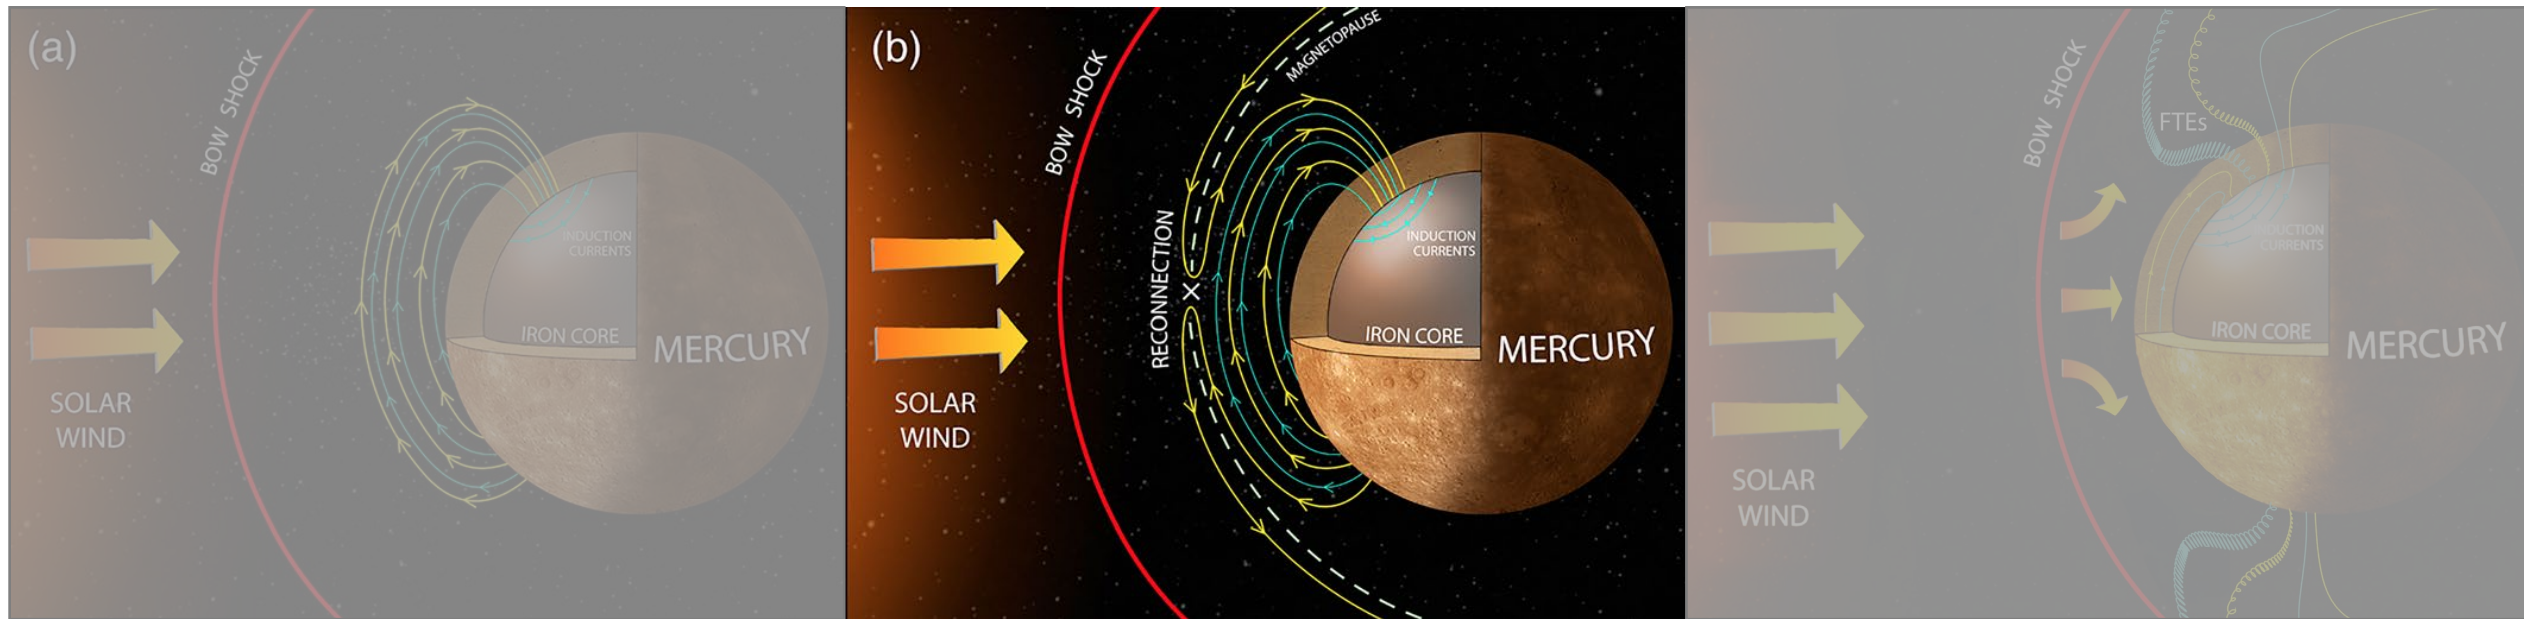 (a)
BOW SHOCK
INDUCTION
CURRENTS
IRON CORE
MERCURY
SOLAR
WIND
(b)
BOW SHOCK
MAGNETOPAUSE
RECONNECTION
X
INDUCTION
CURRENTS
IRON CORE
MERCURY
SOLAR
WIND
BOW SHOCK
FTEs
INDUCTION
CURRENTS
IRON CORE
MERCURY
SOLAR
WIND